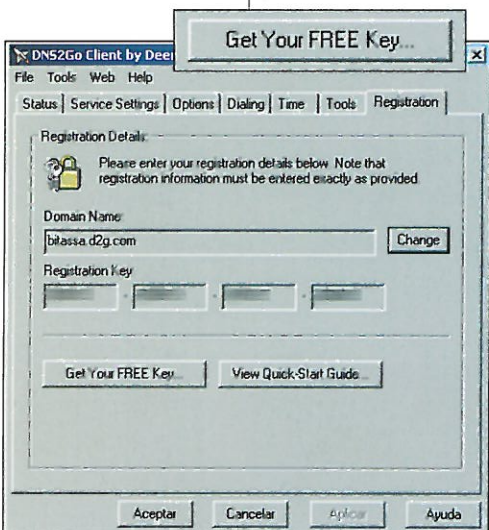 Get Your FREE Key...
DNS2Go Client by Deer
File Tools Web Help
Status Service Settings Options Dialing Time Tools Registration
Registration Details:
Please enter your registration details below. Note that
registration information must be entered exactly as provided.
Domain Name:
bitassa.d2g.com
Change
Registration Key
- - -
Get Your FREE Key... View Quick-Start Guide...
Aceptar Cancelar Aplicar Ayuda